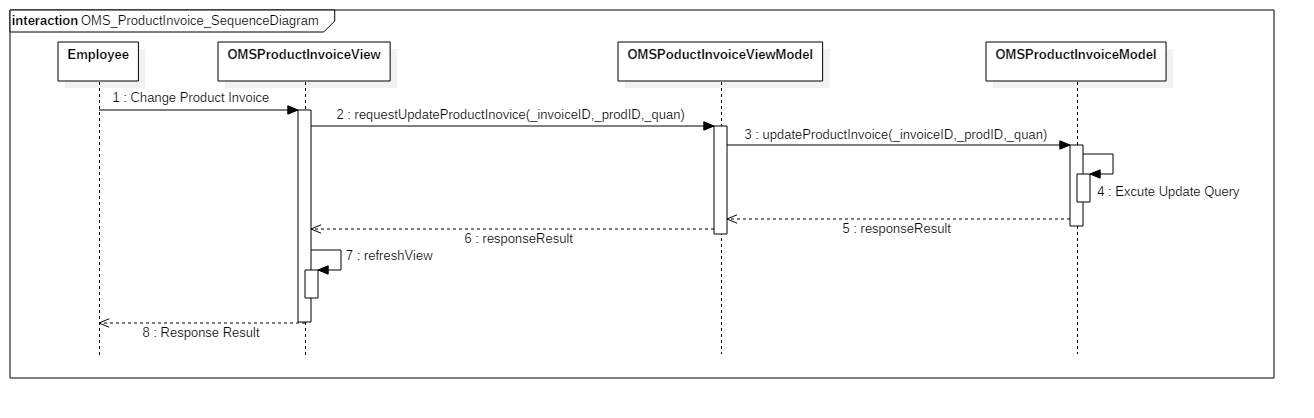 interaction OMS_ProductInvoice_SequenceDiagram
Employee
OMSProductInvoiceView
OMSPoductInvoiceViewModel
OMSProductInvoiceModel
1 : Change Product Invoice
2 : requestUpdateProductInovice(_invoiceID,_prodID,_quan)
3 : updateProductInvoice(_invoiceID,_prodID,_quan)
4 : Excute Update Query
5 : responseResult
6 : responseResult
7 : refreshView
8 : Response Result